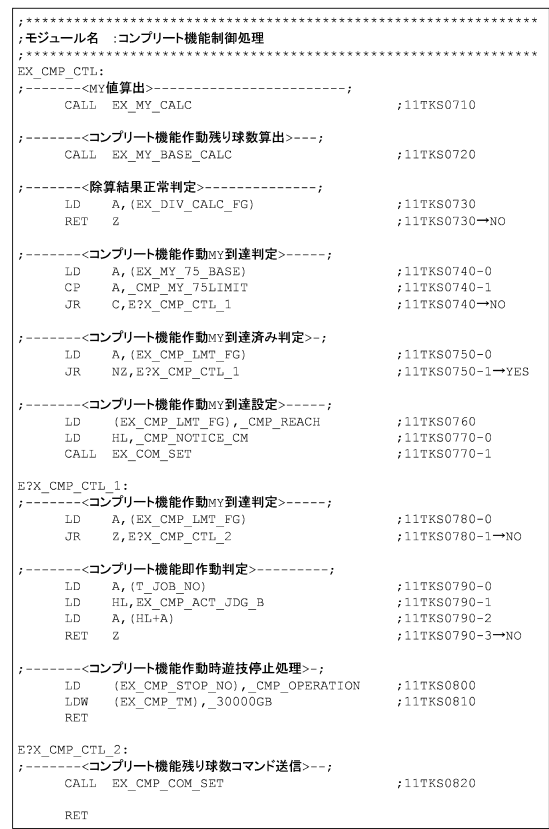 ;****************************************************************
;モジュール名 :コンプリート機能制御処理
;****************************************************************
EX_CMP_CTL:
;-------<MY値算出>------------------------;
CALL EX_MY_CALC ;11TKS0710
;-------<コンプリート機能作動残り球数算出>---;
CALL EX_MY_BASE_CALC ;11TKS0720
;-------<除算結果正常判定>--------------;
LD A,(EX_DIV_CALC_FG) ;11TKS0730
RET Z ;11TKS0730→NO
;-------<コンプリート機能作動MY到達判定>-----;
LD A,(EX_MY_75_BASE) ;11TKS0740-0
CP A,_CMP_MY_75LIMIT ;11TKS0740-1
JR C,E?X_CMP_CTL_1 ;11TKS0740→NO
;-------<コンプリート機能作動MY到達済み判定>-;
LD A,(EX_CMP_LMT_FG) ;11TKS0750-0
JR NZ,E?X_CMP_CTL_1 ;11TKS0750-1→YES
;-------<コンプリート機能作動MY到達設定>-----;
LD (EX_CMP_LMT_FG),_CMP_REACH ;11TKS0760
LD HL,_CMP_NOTICE_CM ;11TKS0770-0
CALL EX_COM_SET ;11TKS0770-1
E?X_CMP_CTL_1:
;-------<コンプリート機能作動MY到達判定>-----;
LD A,(EX_CMP_LMT_FG) ;11TKS0780-0
JR Z,E?X_CMP_CTL_2 ;11TKS0780-1→NO
;-------<コンプリート機能即作動判定>---------;
LD A,(T_JOB_NO) ;11TKS0790-0
LD HL,EX_CMP_ACT_JDG_B ;11TKS0790-1
LD A,(HL+A) ;11TKS0790-2
RET Z ;11TKS0790-3→NO
;-------<コンプリート機能作動時遊技停止処理>-;
LD (EX_CMP_STOP_NO),_CMP_OPERATION ;11TKS0800
LDW (EX_CMP_TM),_30000GB ;11TKS0810
RET
E?X_CMP_CTL_2:
;-------<コンプリート機能残り球数コマンド送信>--;
CALL EX_CMP_COM_SET ;11TKS0820
RET